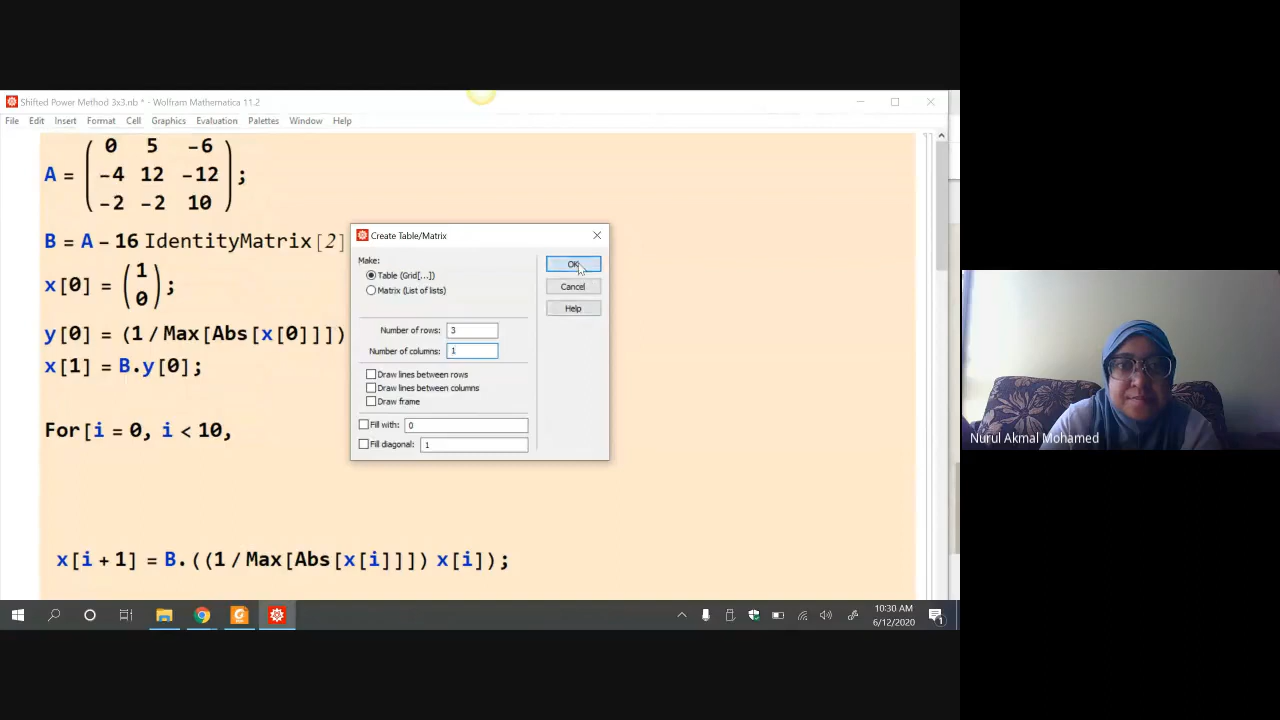 Shifted Power Method 3x3.nb * - Wolfram Mathematica 11.2
File Edit Insert Format Cell Graphics Evaluation Palettes Window Help
A = ( 0 5 -6
-4 12 -12
-2 -2 10 ) ;
B = A - 16 IdentityMatrix[2]
x[0] = ( 1
0 ) ;
y[0] = (1 / Max[Abs[x[0]]])
x[1] = B.y[0];
For[i = 0, i < 10,
x[i + 1] = B.((1 / Max[Abs[x[i]]]) x[i]);
Create Table/Matrix
Make:
Table (Grid[...])
Matrix (List of lists)
OK
Cancel
Help
Number of rows: 3
Number of columns: 1
Draw lines between rows
Draw lines between columns
Draw frame
Fill with: 0
Fill diagonal: 1
10:30 AM
6/12/2020
1
Nurul Akmal Mohamed